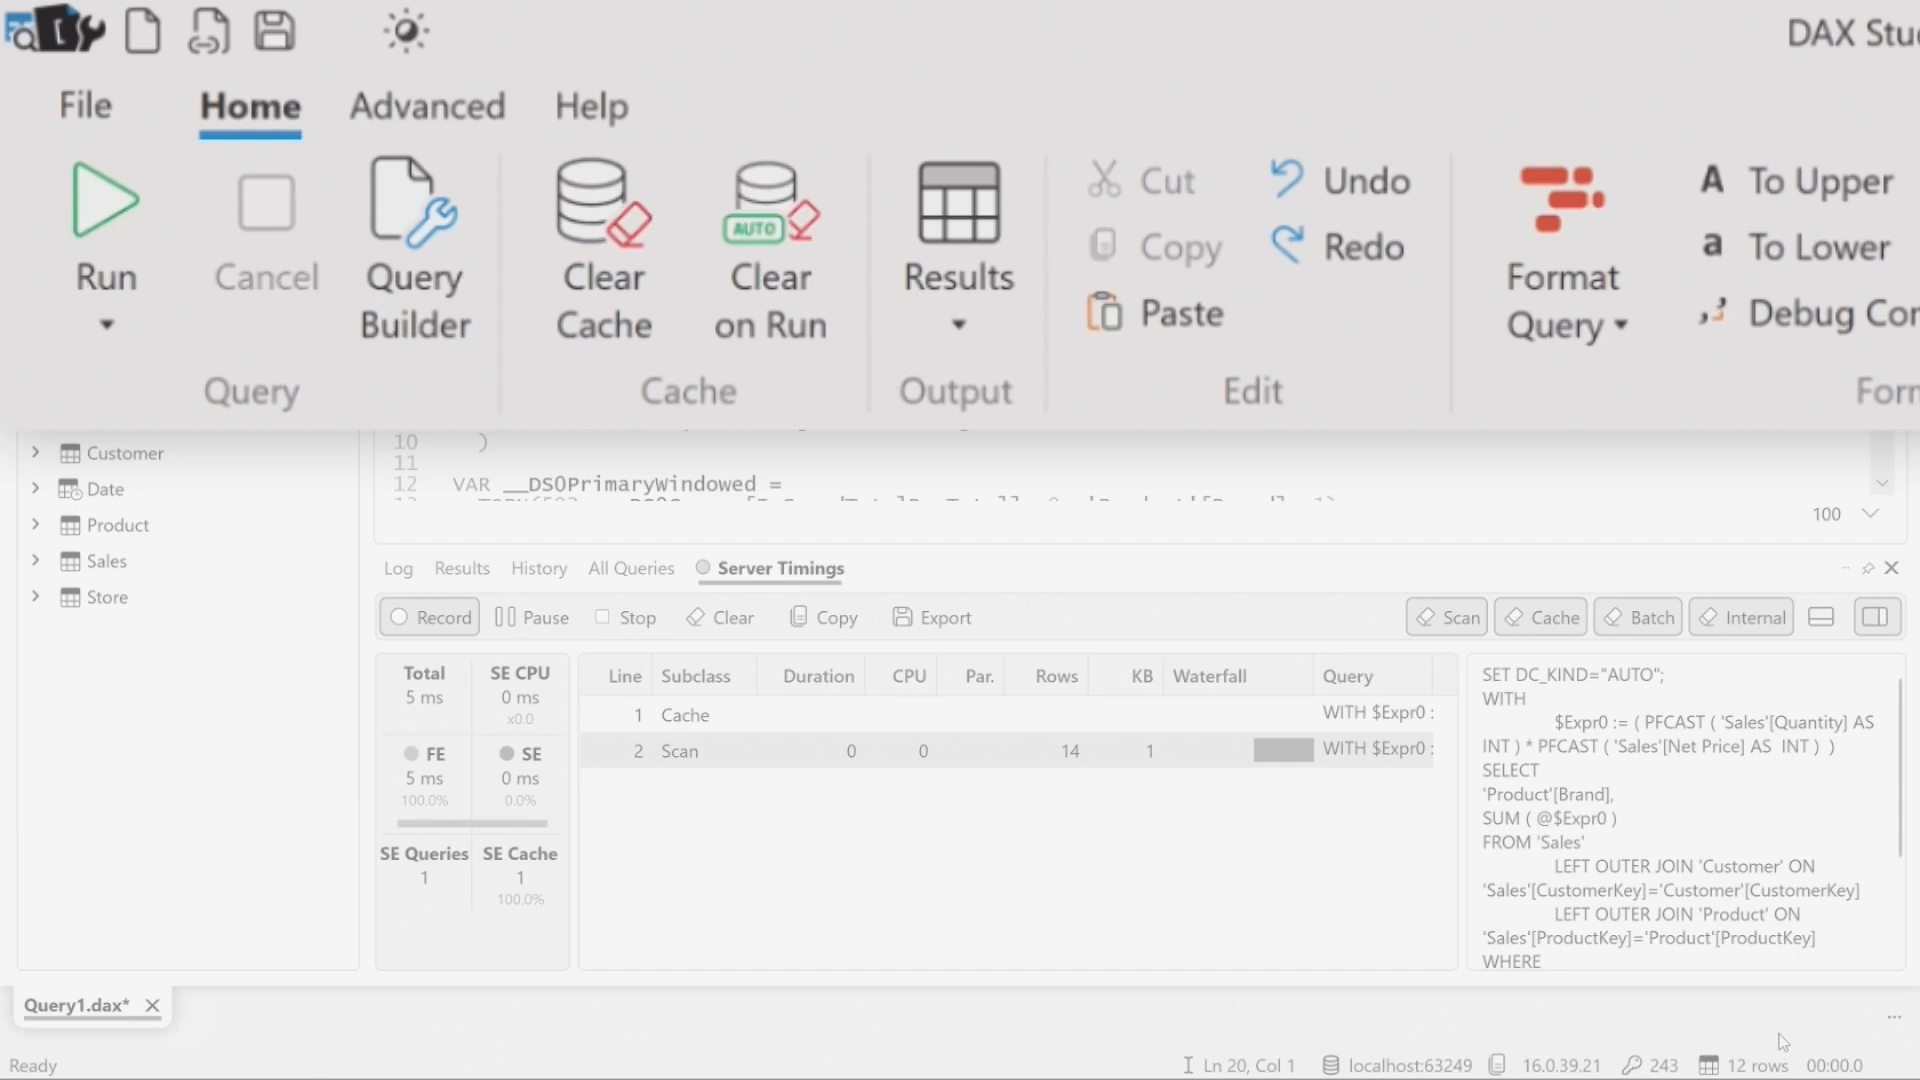 DAX Stu
File Home Advanced Help
Run Cancel Query Builder Clear Cache AUTO Clear on Run Results Cut Copy Paste Undo Redo Format Query A To Upper a To Lower Debug Co
Query Cache Output Edit For
Customer
Date
Product
Sales
Store
10 )
11
12 VAR __DS0PrimaryWindowed =
100
Log Results History All Queries Server Timings
Record Pause Stop Clear Copy Export Scan Cache Batch Internal
Total SE CPU
5 ms 0 ms
x0.0
FE SE
5 ms 0 ms
100.0% 0.0%
SE Queries SE Cache
1 1
100.0%
Line Subclass Duration CPU Par. Rows KB Waterfall Query
1 Cache WITH $Expr0 :
2 Scan 0 0 14 1 WITH $Expr0 :
SET DC_KIND="AUTO";
WITH
$Expr0 := ( PFCAST ( 'Sales'[Quantity] AS
INT ) * PFCAST ( 'Sales'[Net Price] AS INT ) )
SELECT
'Product'[Brand],
SUM ( @$Expr0 )
FROM 'Sales'
LEFT OUTER JOIN 'Customer' ON
'Sales'[CustomerKey]='Customer'[CustomerKey]
LEFT OUTER JOIN 'Product' ON
'Sales'[ProductKey]='Product'[ProductKey]
WHERE
Query1.dax*
Ready Ln 20, Col 1 localhost:63249 16.0.39.21 243 12 rows 00:00.0